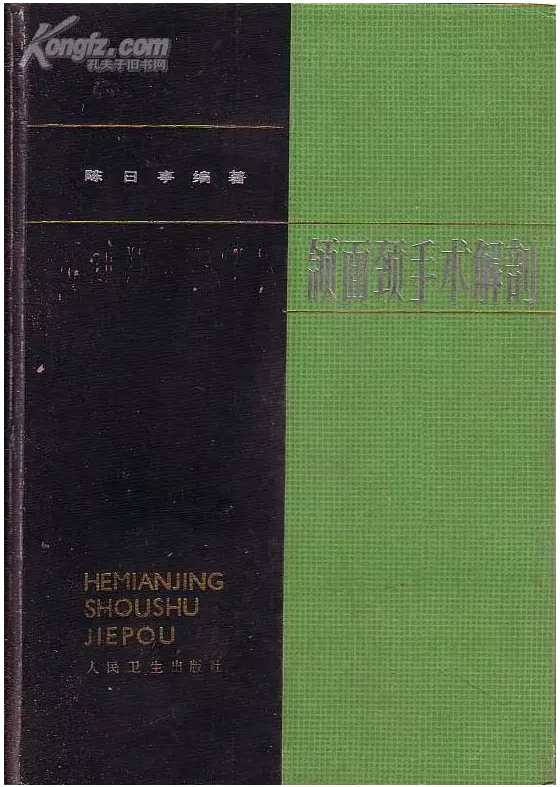 Kongfz.com
孔夫子旧书网
陈日亭编著
颌面颈手术解剖
HEMIANJING
SHOUSHU
JIEPOU
人民卫生出版社